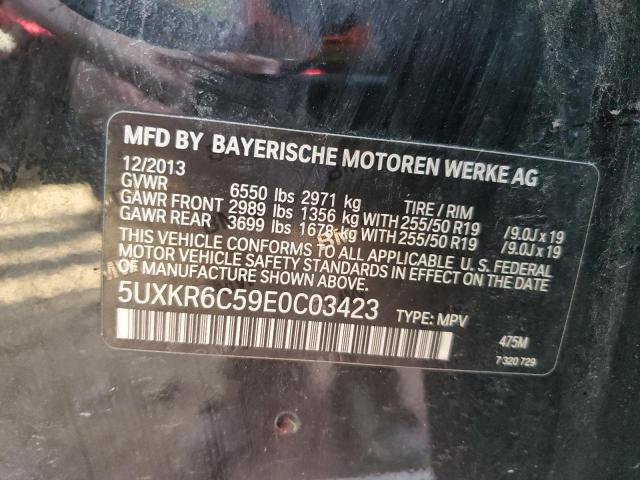 MFD BY BAYERISCHE MOTOREN WERKE AG
12/2013
GVWR 6550 lbs 2971 kg TIRE / RIM
GAWR FRONT 2989 lbs 1356 kg WITH 255/50 R19 /9.0J x 19
GAWR REAR 3699 lbs 1678 kg WITH 255/50 R19 /9.0J x 19
THIS VEHICLE CONFORMS TO ALL APPLICABLE U.S. FEDERAL
MOTOR VEHICLE SAFETY STANDARDS IN EFFECT ON THE DATE
OF MANUFACTURE SHOWN ABOVE.
5UXKR6C59E0C03423 TYPE: MPV
475M
7 320 729